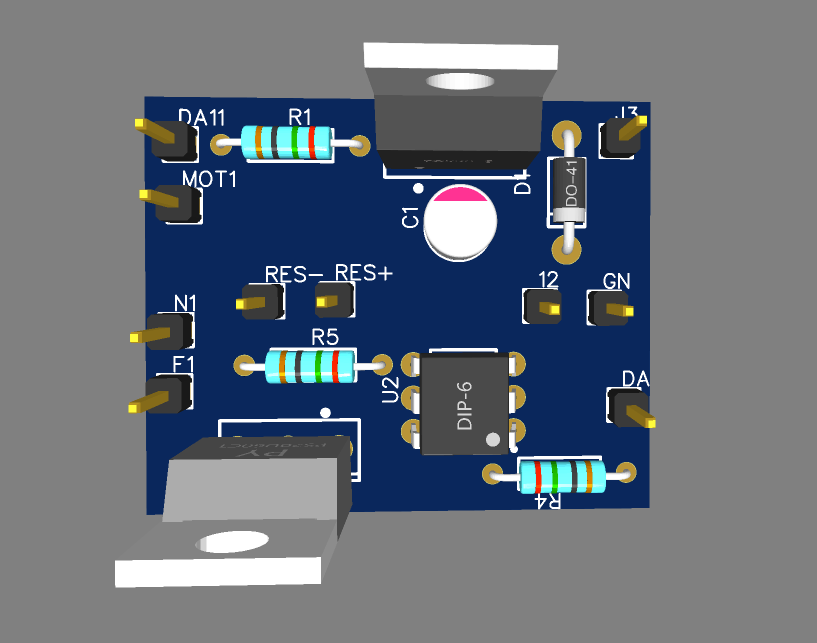 DA11
R1
J3
MOT1
D1
DO-41
C1
RES-
RES+
12
GN
N1
R5
F1
U2
DIP-6
DA
R4